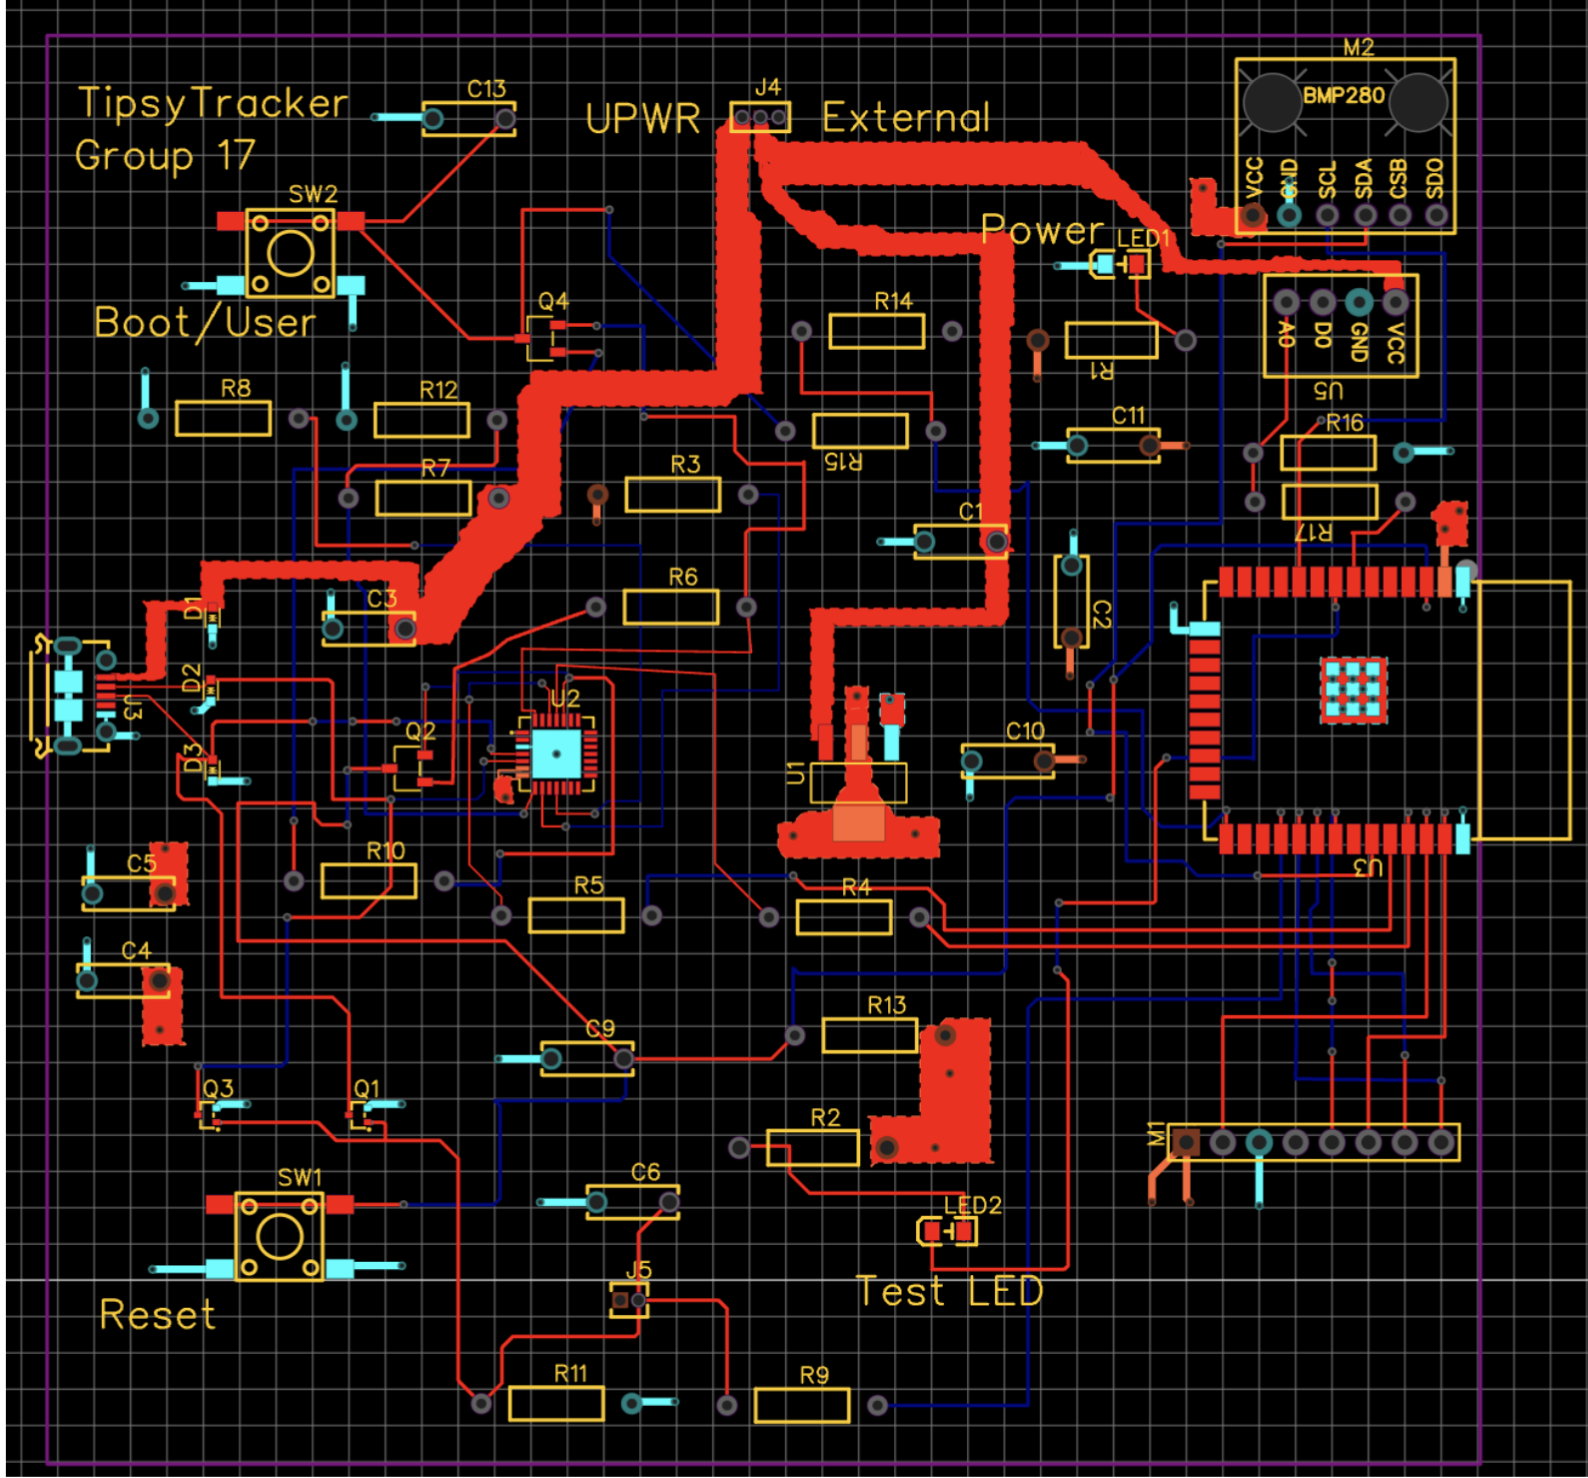 M2
TipsyTracker
Group 17
C13
J4
UPWR
External
BMP280
VCC
GND
SCL
SDA
CSB
SDO
SW2
Boot/User
Power
LED1
Q4
R14
R1
A0
D0
GND
VCC
U5
R8
R12
R15
C11
R16
R7
R3
R17
C1
D1
C3
R6
C2
D2
J3
U2
Q2
D3
U1
C10
C5
R10
R5
R4
U3
C4
R13
C9
Q3
Q1
R2
M1
SW1
C6
LED2
J5
Test LED
Reset
R11
R9